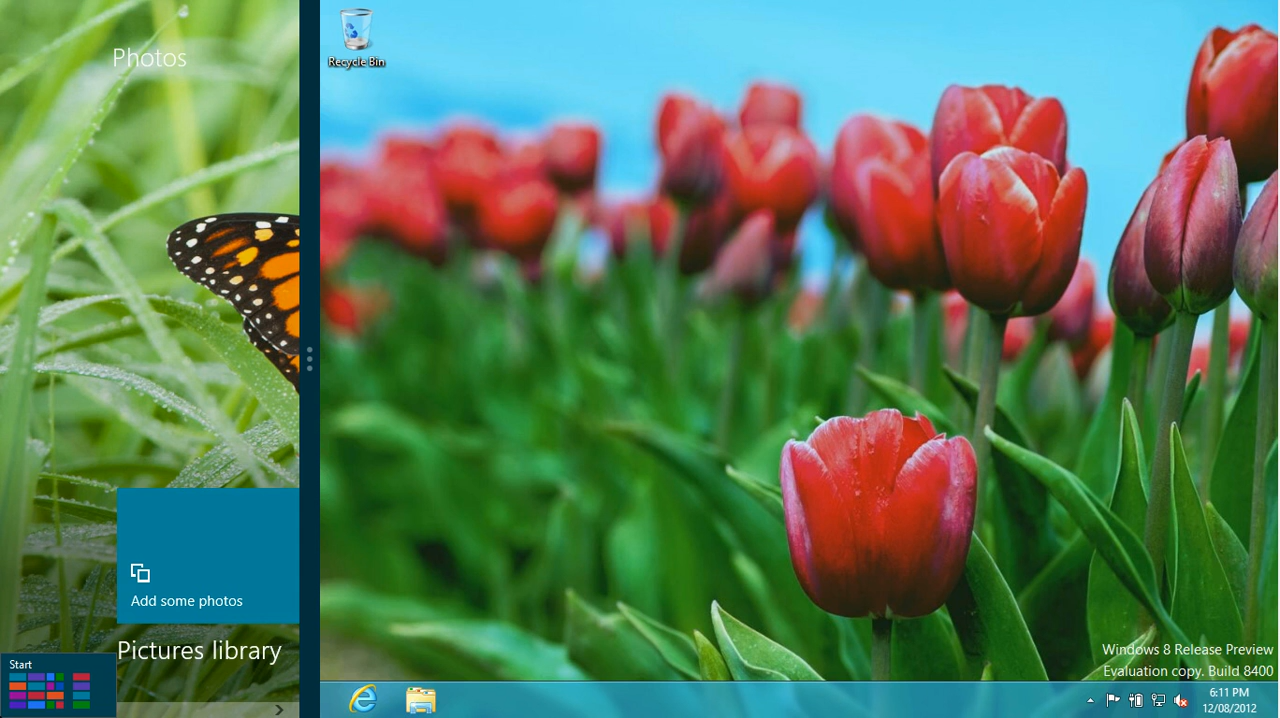 Photos
Recycle Bin
Add some photos
Pictures library
Start
Windows 8 Release Preview
Evaluation copy. Build 8400
6:11 PM
12/08/2012